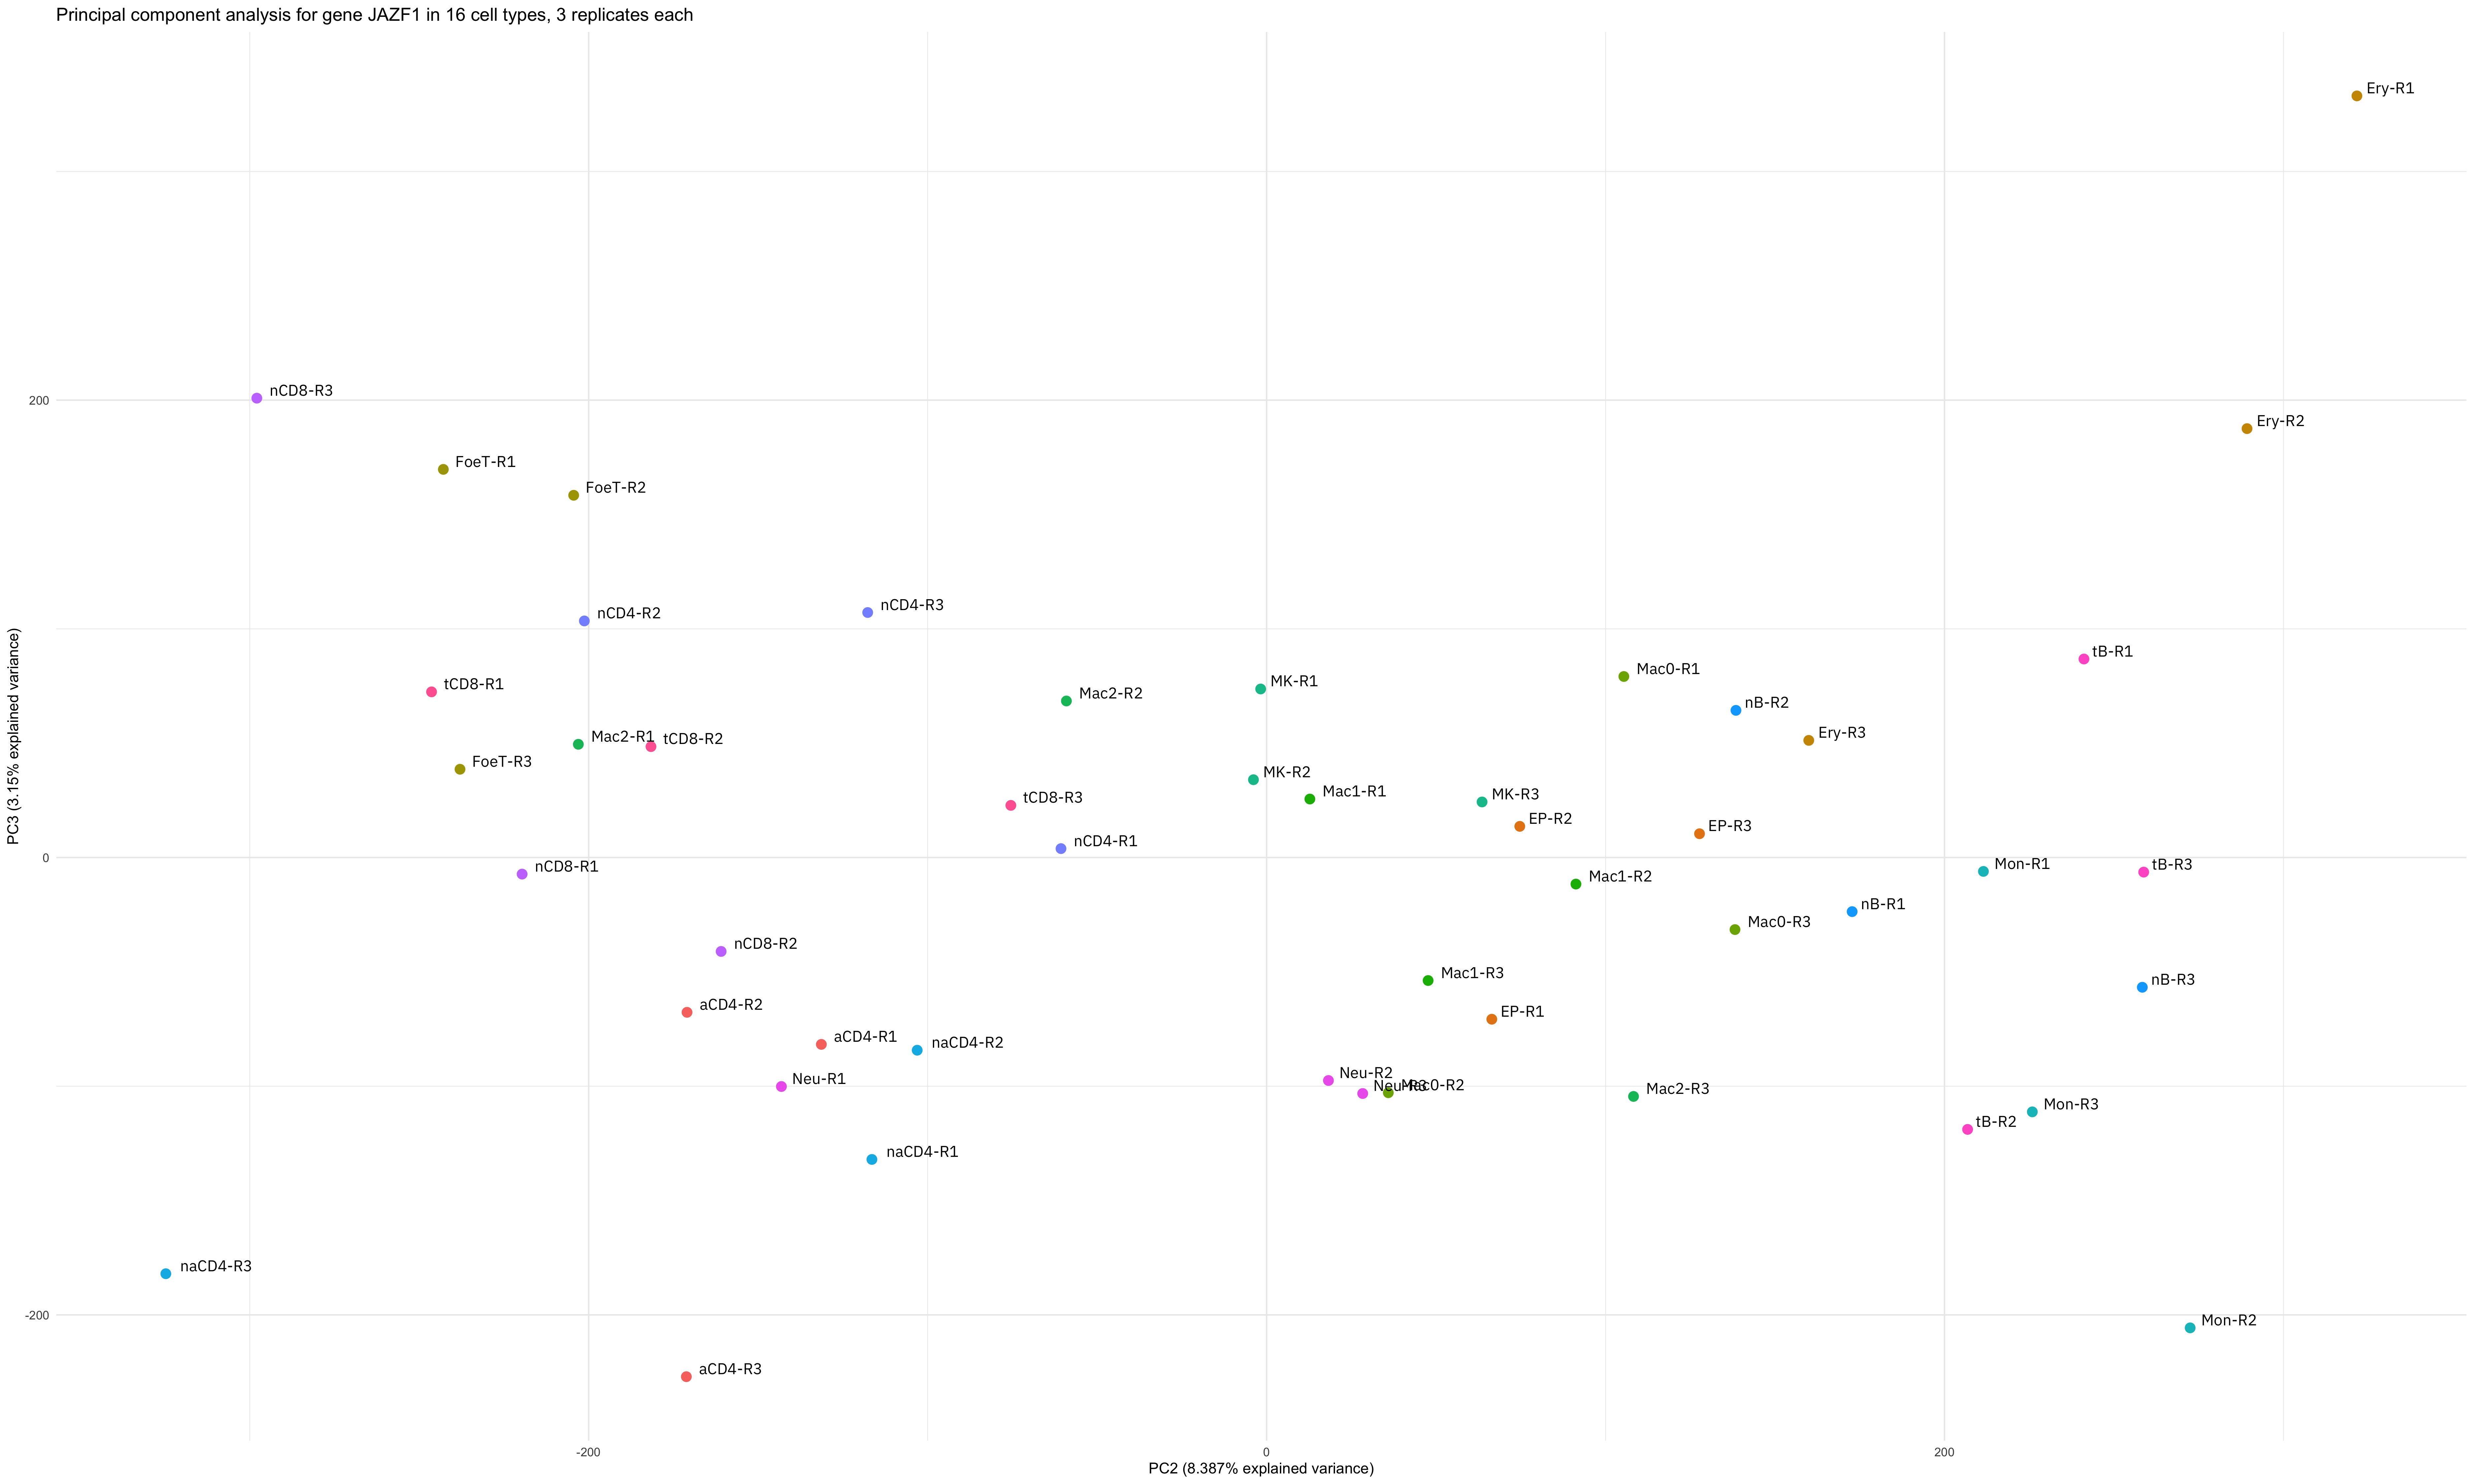 Principal component analysis for gene JAZF1 in 16 cell types, 3 replicates each
Ery-R1
nCD8-R3
200
Ery-R2
FoeT-R1
FoeT-R2
nCD4-R3
nCD4-R2
tB-R1
Mac0-R1
tCD8-R1
MK-R1
Mac2-R2
nB-R2
Ery-R3
Mac2-R1
tCD8-R2
FoeT-R3
MK-R2
Mac1-R1
MK-R3
tCD8-R3
EP-R2
EP-R3
PC3 (3.15% explained variance)
nCD4-R1
0
Mon-R1
tB-R3
nCD8-R1
Mac1-R2
nB-R1
Mac0-R3
nCD8-R2
Mac1-R3
nB-R3
aCD4-R2
EP-R1
aCD4-R1
naCD4-R2
Neu-R1
Neu-R2
Neu-R3
Mac0-R2
Mac2-R3
Mon-R3
tB-R2
naCD4-R1
naCD4-R3
-200
Mon-R2
aCD4-R3
-200
0
200
PC2 (8.387% explained variance)